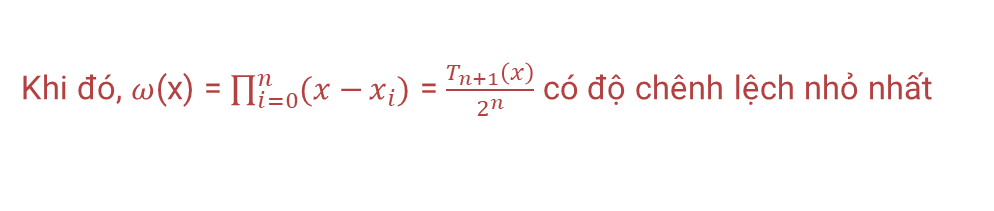 Khi đó, ω(x) = ∏ⁿᵢ₌₀(x − xᵢ) = Tₙ₊₁(x)/2ⁿ có độ chênh lệch nhỏ nhất